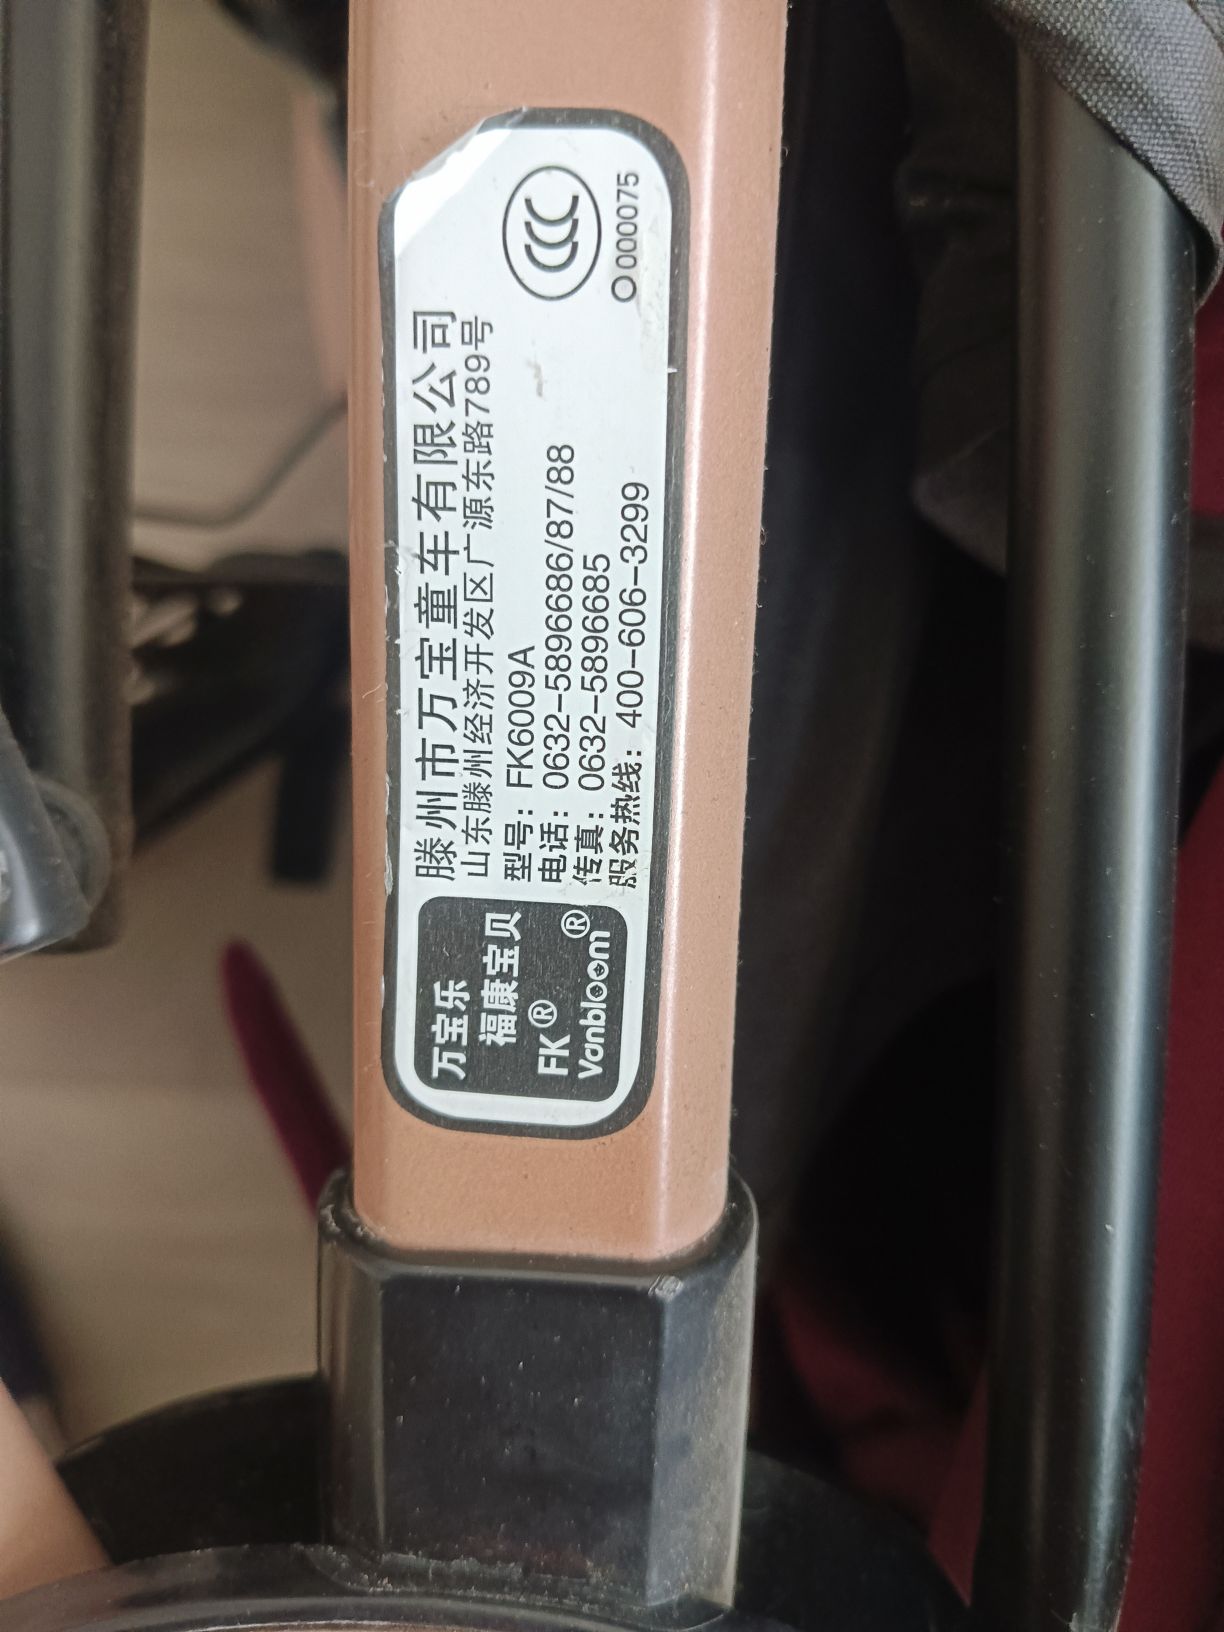 万宝乐
福康宝贝
FK®
Vanbloom®
滕州市万宝童车有限公司
山东滕州经济开发区广源东路789号
型号：FK6009A
电话：0632-5896686/87/88
传真：0632-5896685
服务热线：400-606-3299
CCC
O000075